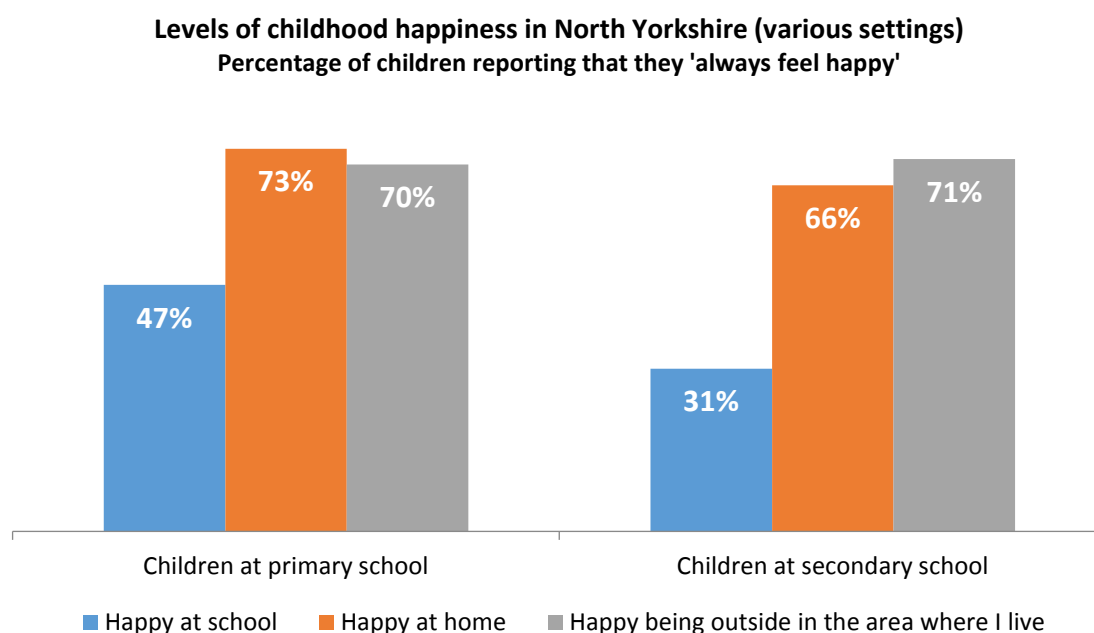 Levels of childhood happiness in North Yorkshire (various settings)
Percentage of children reporting that they 'always feel happy'
47%
73%
70%
31%
66%
71%
Children at primary school
Children at secondary school
Happy at school
Happy at home
Happy being outside in the area where I live